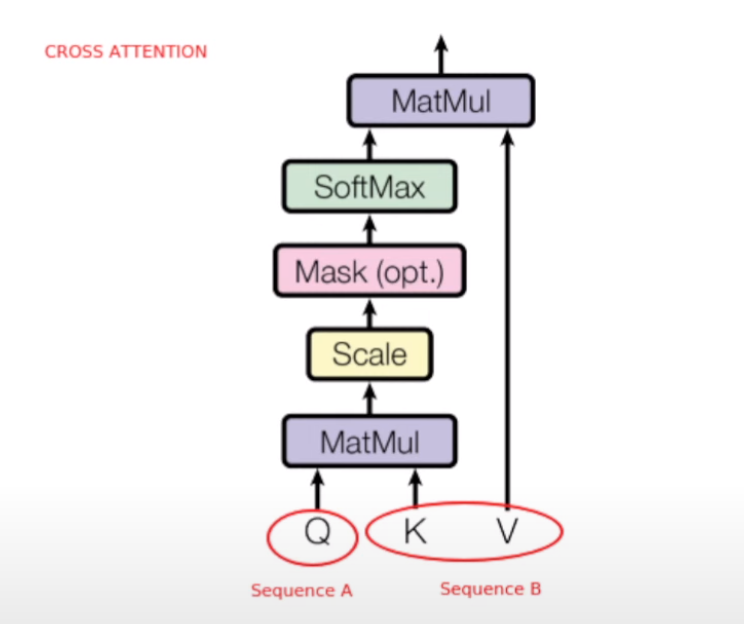 CROSS ATTENTION
MatMul
SoftMax
Mask (opt.)
Scale
MatMul
Q K V
Sequence A Sequence B